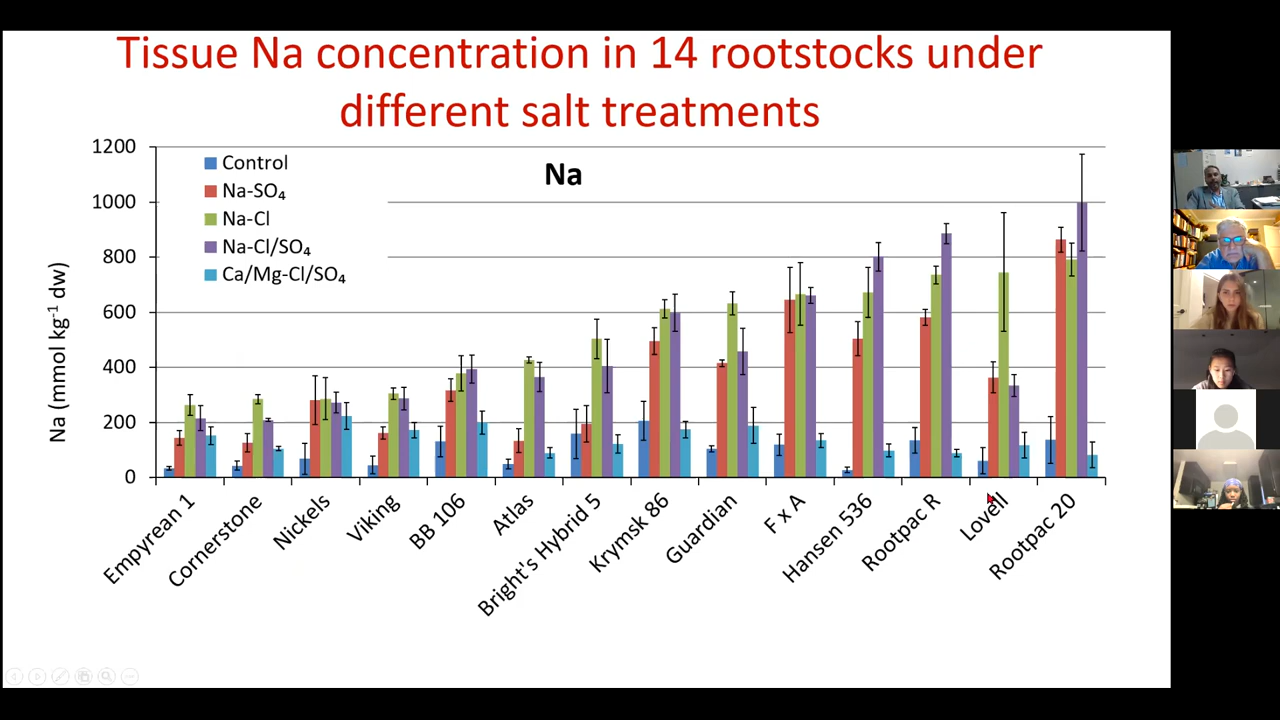 Tissue Na concentration in 14 rootstocks under
different salt treatments
Na
Control
Na-SO₄
Na-Cl
Na-Cl/SO₄
Ca/Mg-Cl/SO₄
Na (mmol kg⁻¹ dw)
1200
1000
800
600
400
200
0
Empyrean 1
Cornerstone
Nickels
Viking
BB 106
Atlas
Bright's Hybrid 5
Krymsk 86
Guardian
F x A
Hansen 536
Rootpac R
Lovell
Rootpac 20